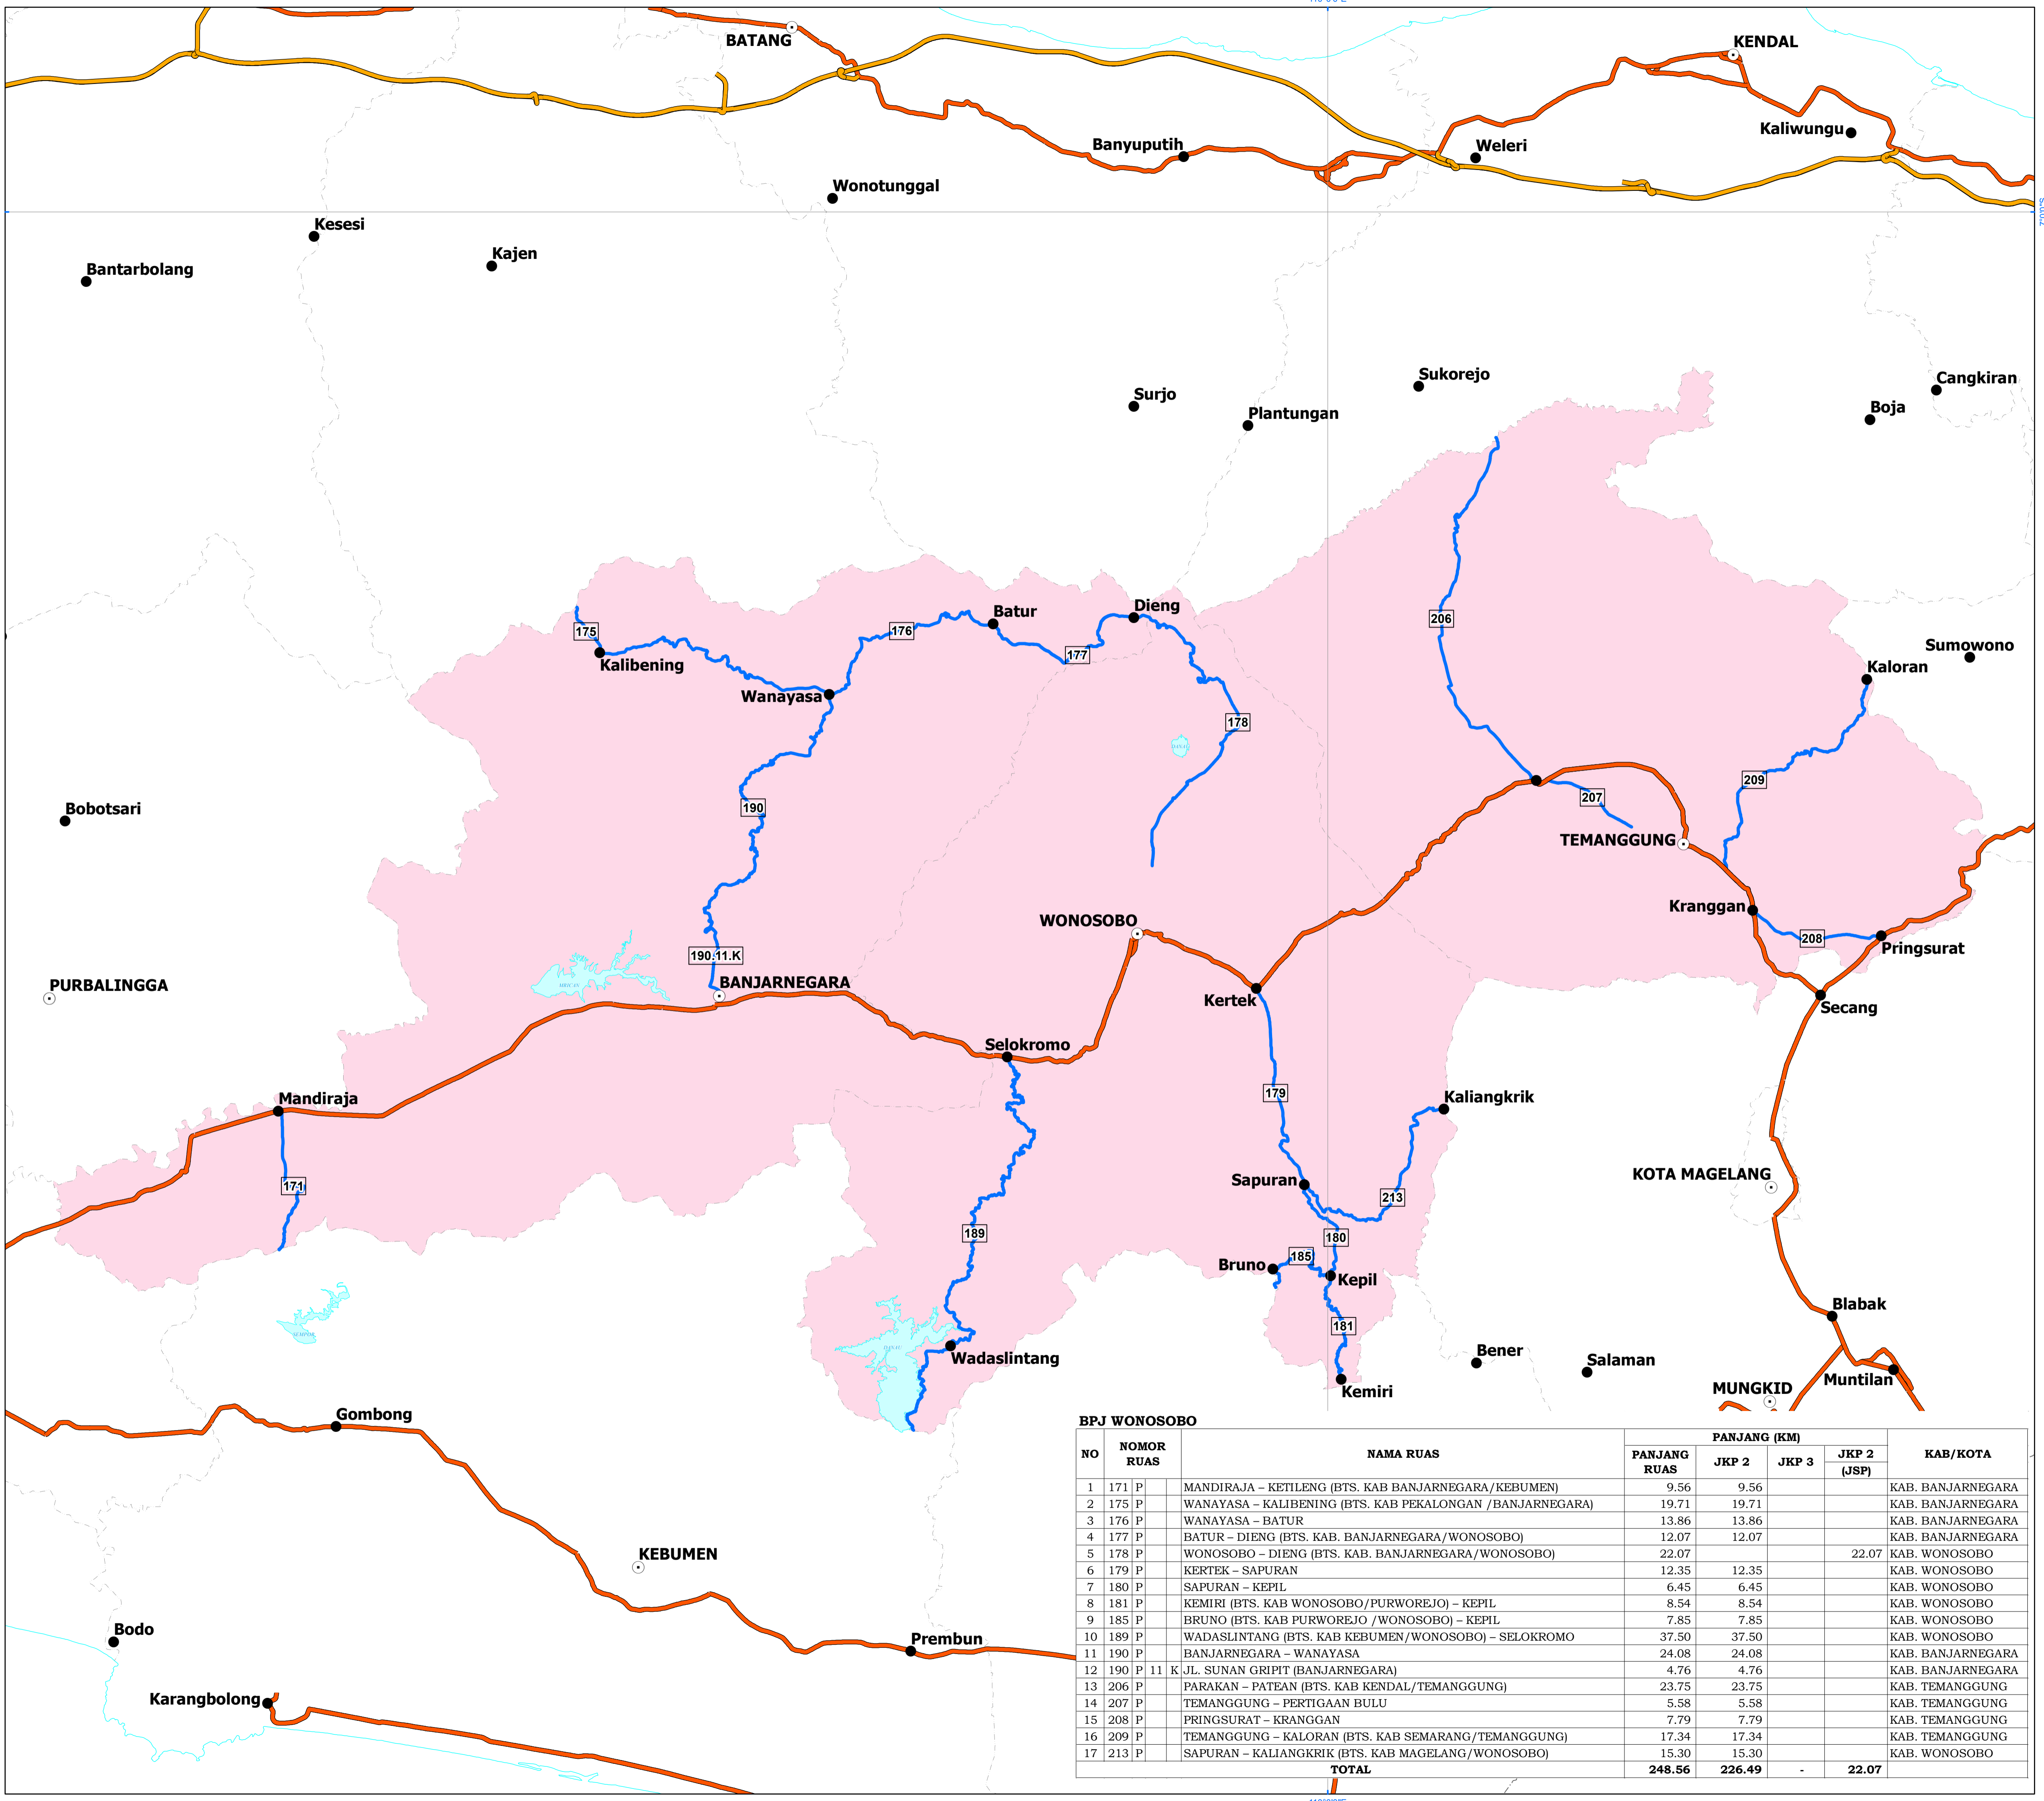 BATANG
KENDAL
Kaliwungu
Banyuputih
Weleri
Wonotunggal
Kesesi
Kajen
Bantarbolang
Sukorejo
Cangkiran
Surjo
Boja
Plantungan
Batur
Dieng
175
176
206
177
Kalibening
Sumowono
Kaloran
Wanayasa
178
209
Bobotsari
190
207
TEMANGGUNG
Kranggan
WONOSOBO
208
Pringsurat
190.11.K
PURBALINGGA
BANJARNEGARA
MRICAN
Kertek
Secang
Selokromo
179
Mandiraja
Kaliangkrik
KOTA MAGELANG
171
Sapuran
213
189
180
185
Bruno
Kepil
SEMPOR
DANAU
181
Blabak
Wadaslintang
Bener
Salaman
Kemiri
MUNGKID
Muntilan
Gombong
KEBUMEN
Bodo
Prembun
Karangbolong
BPJ WONOSOBO
NO NOMOR RUAS NAMA RUAS PANJANG (KM) KAB/KOTA
PANJANG RUAS JKP 2 JKP 3 JKP 2 (JSP)
1 171 P MANDIRAJA – KETILENG (BTS. KAB BANJARNEGARA/KEBUMEN) 9.56 9.56 KAB. BANJARNEGARA
2 175 P WANAYASA – KALIBENING (BTS. KAB PEKALONGAN /BANJARNEGARA) 19.71 19.71 KAB. BANJARNEGARA
3 176 P WANAYASA – BATUR 13.86 13.86 KAB. BANJARNEGARA
4 177 P BATUR – DIENG (BTS. KAB. BANJARNEGARA/WONOSOBO) 12.07 12.07 KAB. BANJARNEGARA
5 178 P WONOSOBO – DIENG (BTS. KAB. BANJARNEGARA/WONOSOBO) 22.07 22.07 KAB. WONOSOBO
6 179 P KERTEK – SAPURAN 12.35 12.35 KAB. WONOSOBO
7 180 P SAPURAN – KEPIL 6.45 6.45 KAB. WONOSOBO
8 181 P KEMIRI (BTS. KAB WONOSOBO/PURWOREJO) – KEPIL 8.54 8.54 KAB. WONOSOBO
9 185 P BRUNO (BTS. KAB PURWOREJO /WONOSOBO) – KEPIL 7.85 7.85 KAB. WONOSOBO
10 189 P WADASLINTANG (BTS. KAB KEBUMEN/WONOSOBO) – SELOKROMO 37.50 37.50 KAB. WONOSOBO
11 190 P BANJARNEGARA – WANAYASA 24.08 24.08 KAB. BANJARNEGARA
12 190 P 11 K JL. SUNAN GRIPIT (BANJARNEGARA) 4.76 4.76 KAB. BANJARNEGARA
13 206 P PARAKAN – PATEAN (BTS. KAB KENDAL/TEMANGGUNG) 23.75 23.75 KAB. TEMANGGUNG
14 207 P TEMANGGUNG – PERTIGAAN BULU 5.58 5.58 KAB. TEMANGGUNG
15 208 P PRINGSURAT – KRANGGAN 7.79 7.79 KAB. TEMANGGUNG
16 209 P TEMANGGUNG – KALORAN (BTS. KAB SEMARANG/TEMANGGUNG) 17.34 17.34 KAB. TEMANGGUNG
17 213 P SAPURAN – KALIANGKRIK (BTS. KAB MAGELANG/WONOSOBO) 15.30 15.30 KAB. WONOSOBO
TOTAL 248.56 226.49 - 22.07